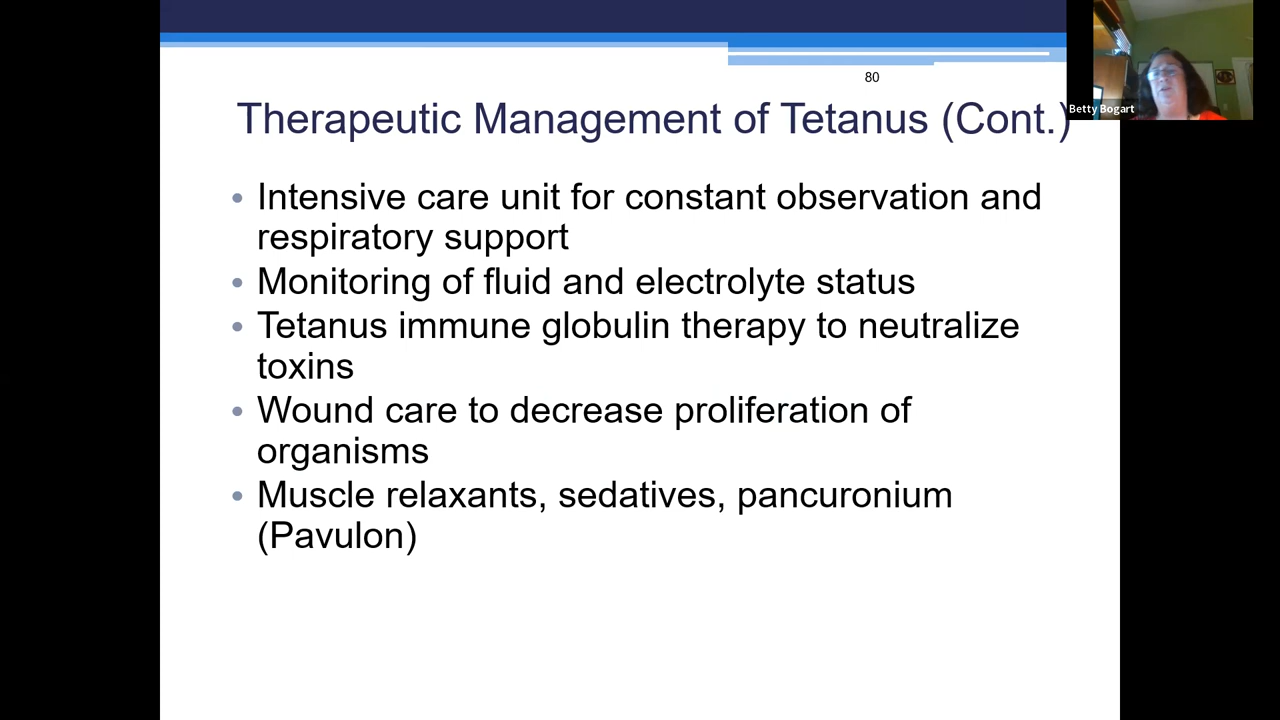 80
Betty Bogart
Therapeutic Management of Tetanus (Cont.)
• Intensive care unit for constant observation and
respiratory support
• Monitoring of fluid and electrolyte status
• Tetanus immune globulin therapy to neutralize
toxins
• Wound care to decrease proliferation of
organisms
• Muscle relaxants, sedatives, pancuronium
(Pavulon)